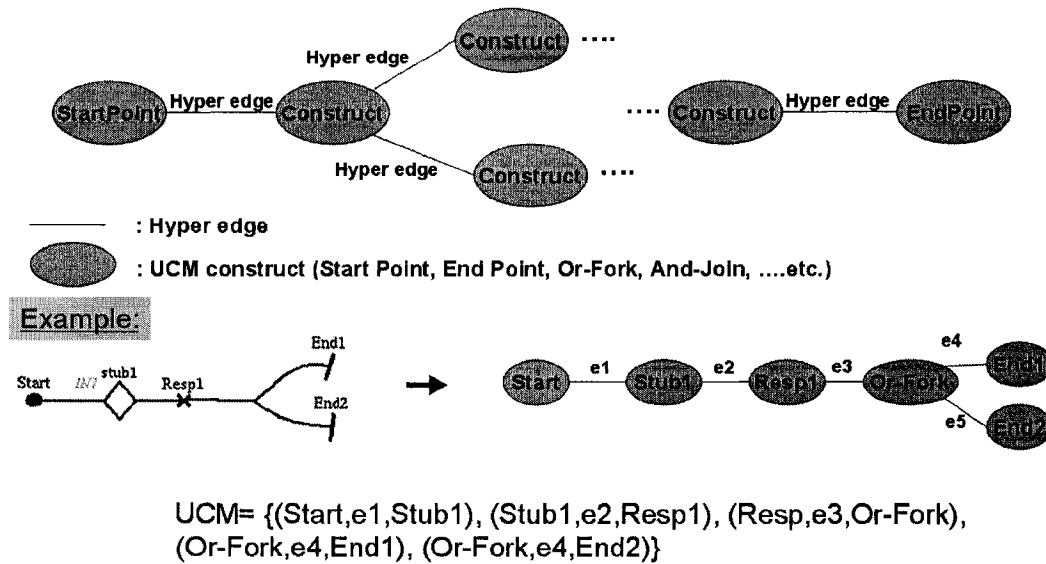 Construct ....
Hyper edge
StartPoint Hyper edge Construct .... Construct Hyper edge EndPoint
Hyper edge
Construct ....
: Hyper edge
: UCM construct (Start Point, End Point, Or-Fork, And-Join, ....etc.)
Example:
Start IN1 stub1 Resp1 End1
End2
Start e1 Stub1 e2 Resp1 e3 Or-Fork e4 End1
e5 End2
UCM= {(Start,e1,Stub1), (Stub1,e2,Resp1), (Resp,e3,Or-Fork),
(Or-Fork,e4,End1), (Or-Fork,e4,End2)}